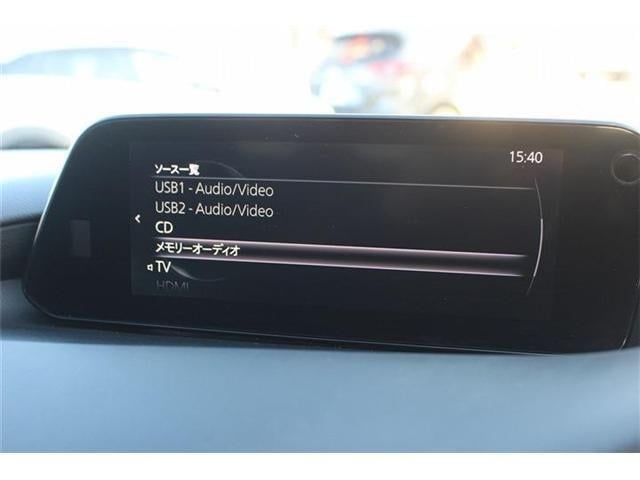 15:40
ソース一覧
USB1 - Audio/Video
USB2 - Audio/Video
CD
メモリーオーディオ
TV
HDMI